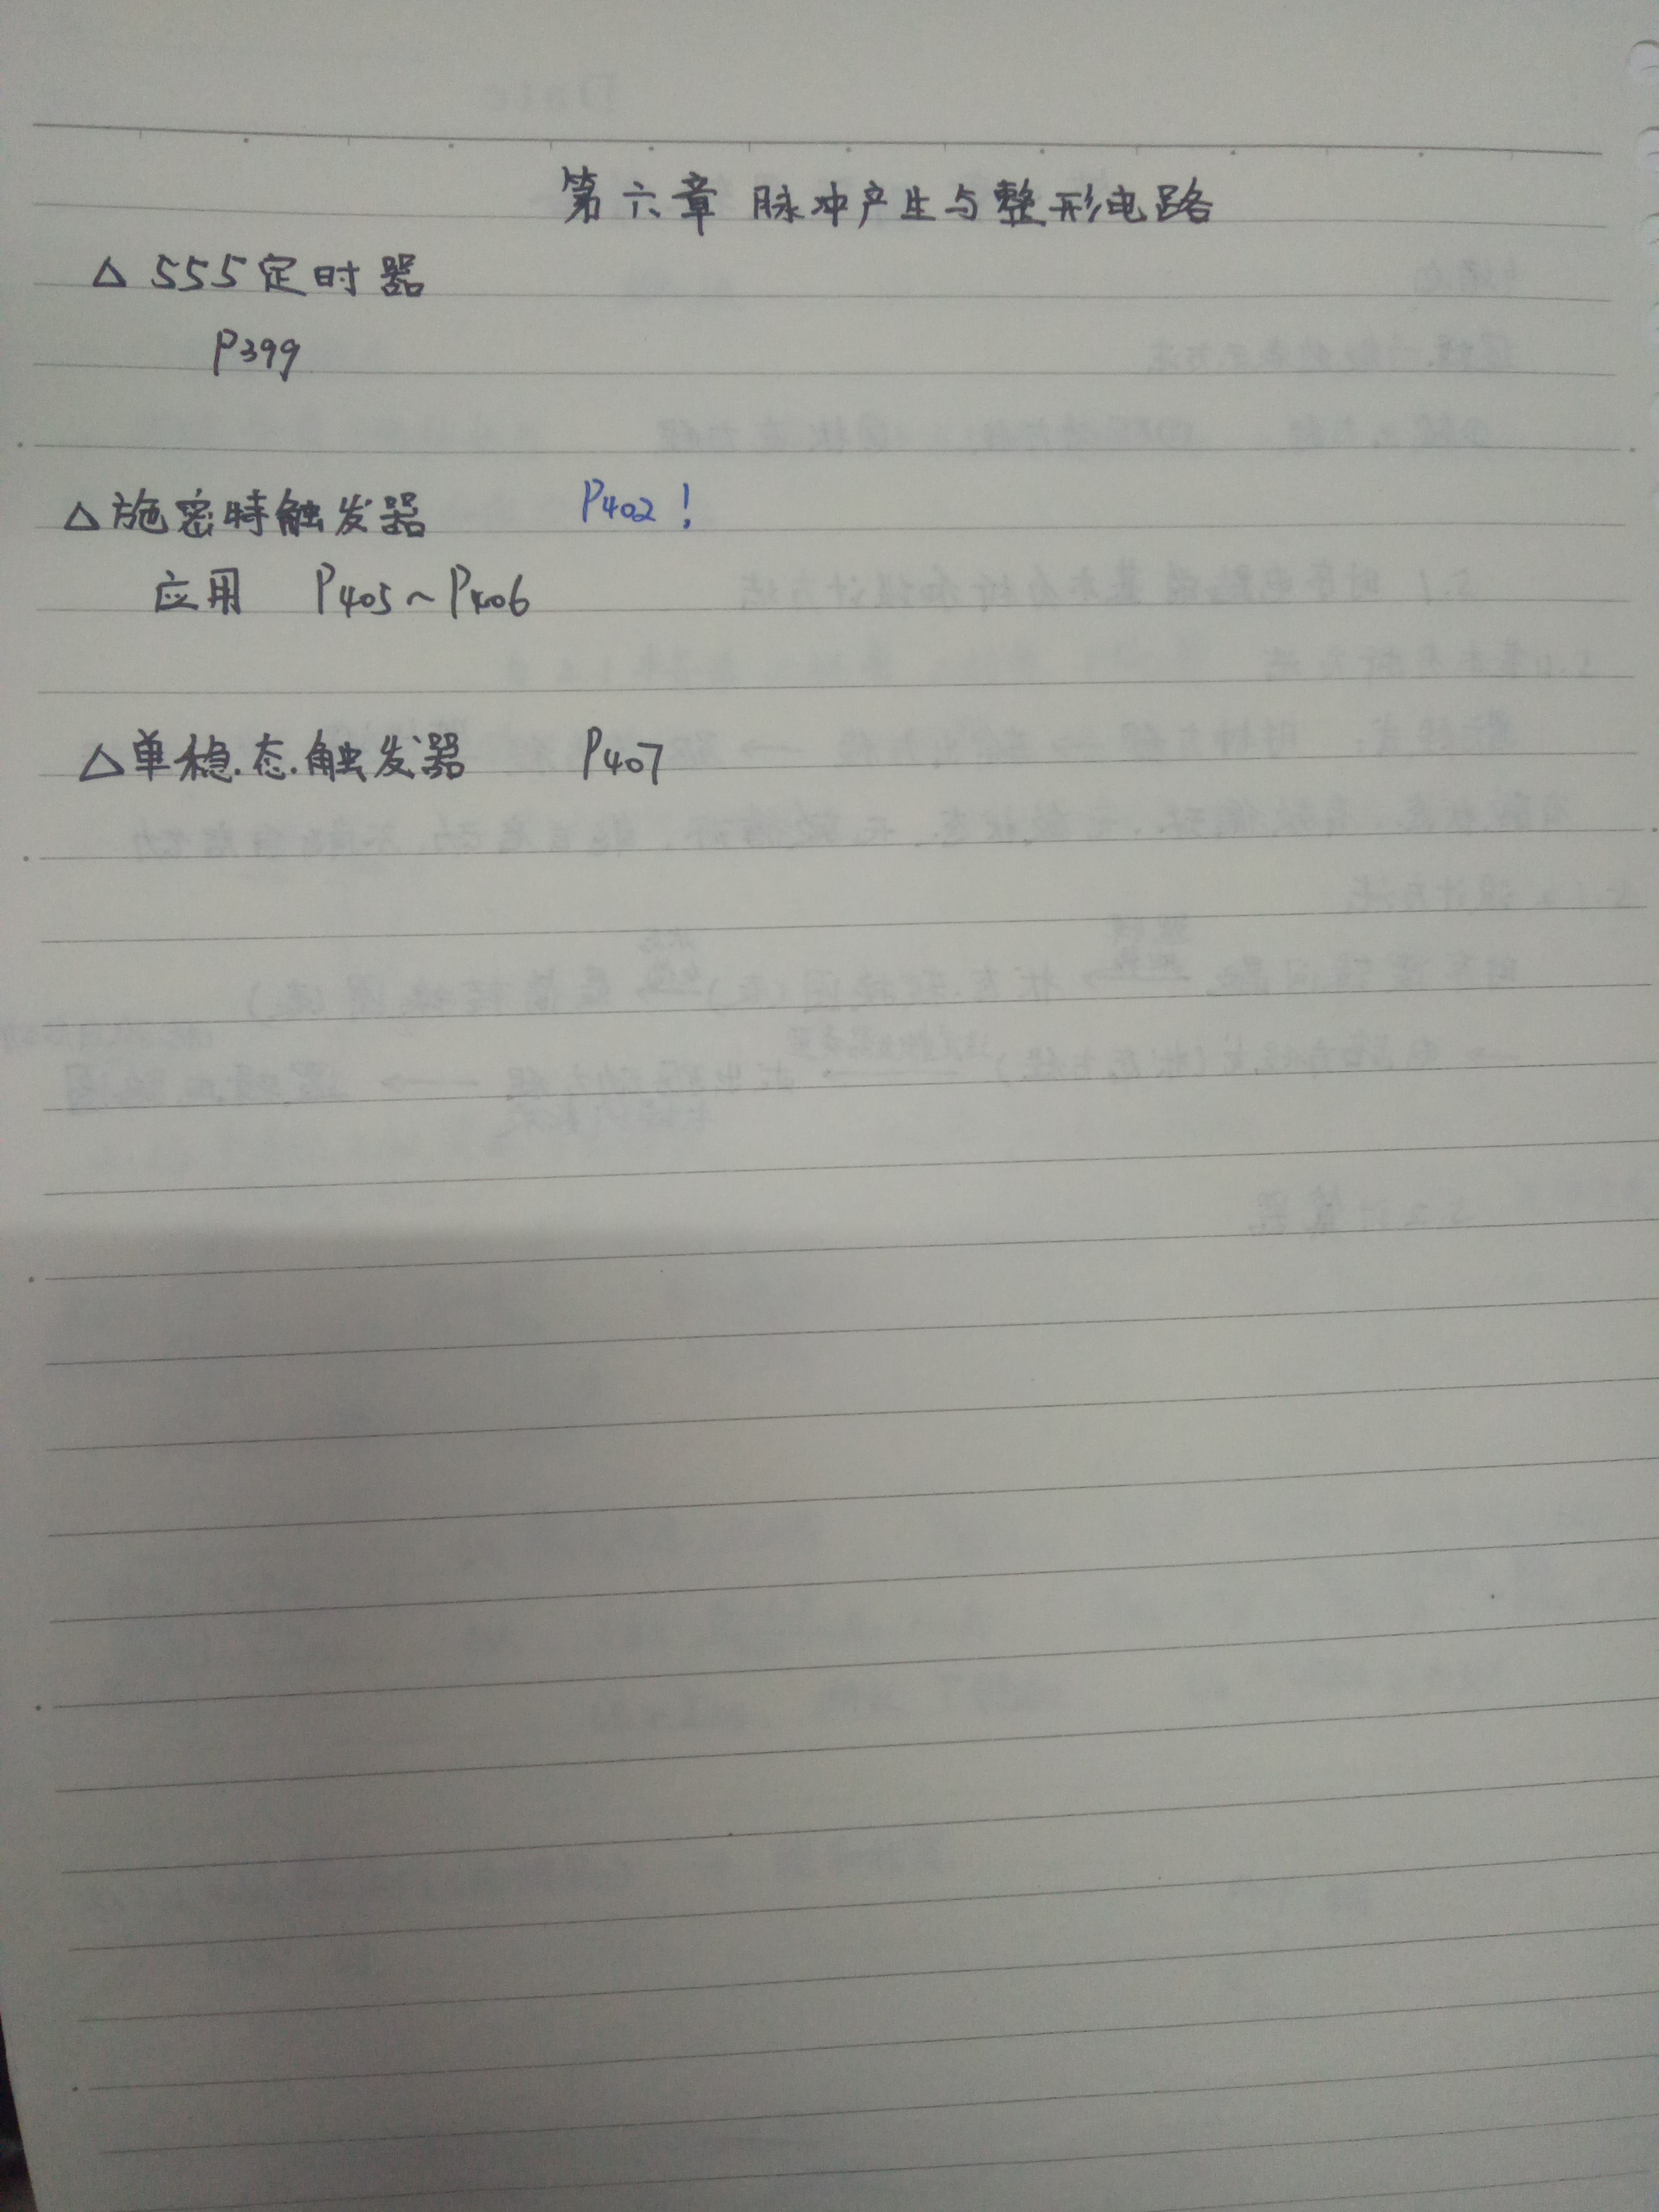 第六章 脉冲产生与整形电路
△ 555定时器
P399
△施密特触发器 P402！
应用 P405~P406
△单稳态触发器 P407